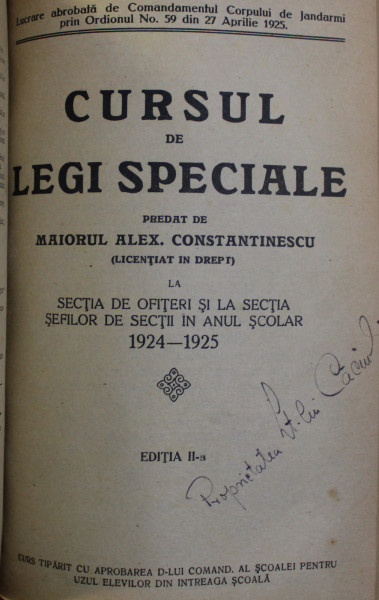 Lucrare abrobată de Comandamentul Corpului de Jandarmi
prin Ordionul No. 59 din 27 Aprilie 1925.
CURSUL
DE
LEGI SPECIALE
PREDAT DE
MAIORUL ALEX. CONSTANTINESCU
(LICENȚIAT IN DREPT)
LA
SECȚIA DE OFIȚERI ȘI LA SECȚIA
ȘEFILOR DE SECTII ÎN ANUL ȘCOLAR
1924—1925
EDIȚIA II-a
Proprietatea
CURS TIPĂRIT CU APROBAREA D-LUI COMAND. AL ȘCOALEI PENTRU
UZUL ELEVILOR DIN INTREAGA ȘCOALĂ